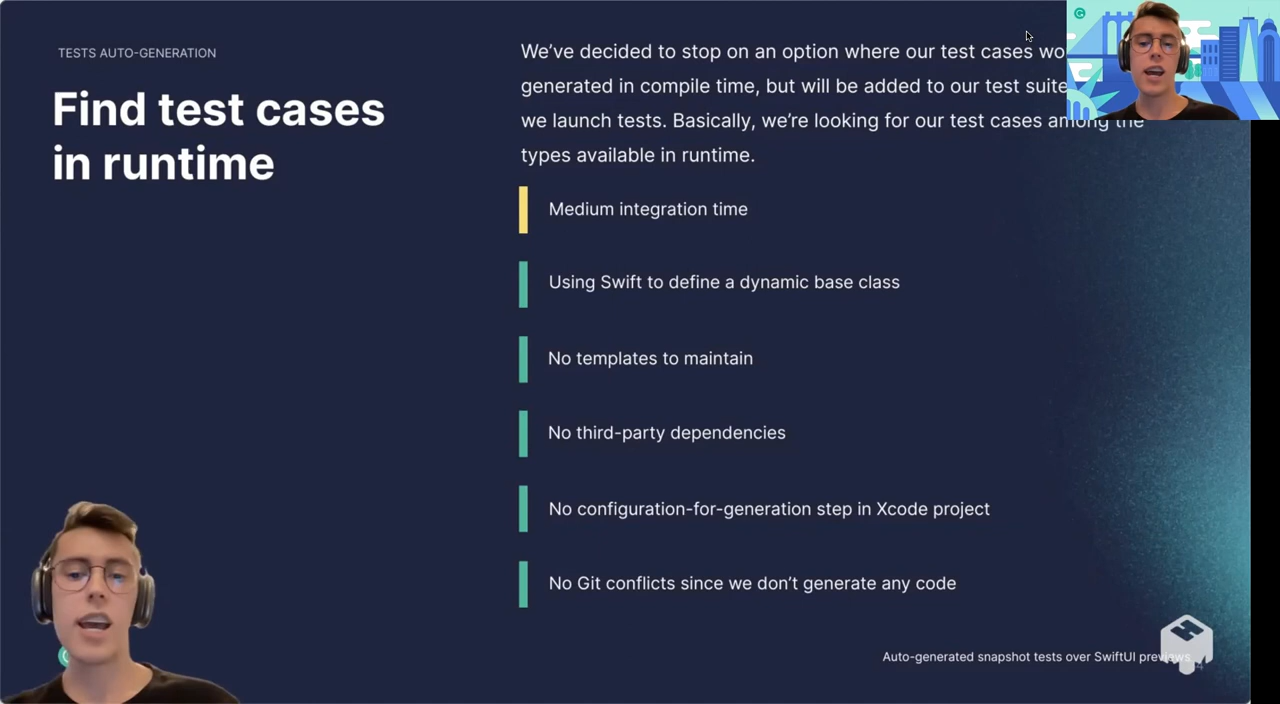 TESTS AUTO-GENERATION
Find test cases
in runtime
We’ve decided to stop on an option where our test cases
generated in compile time, but will be added to our test suite
we launch tests. Basically, we’re looking for our test cases among the
types available in runtime.
Medium integration time
Using Swift to define a dynamic base class
No templates to maintain
No third-party dependencies
No configuration-for-generation step in Xcode project
No Git conflicts since we don’t generate any code
Auto-generated snapshot tests over SwiftUI previews